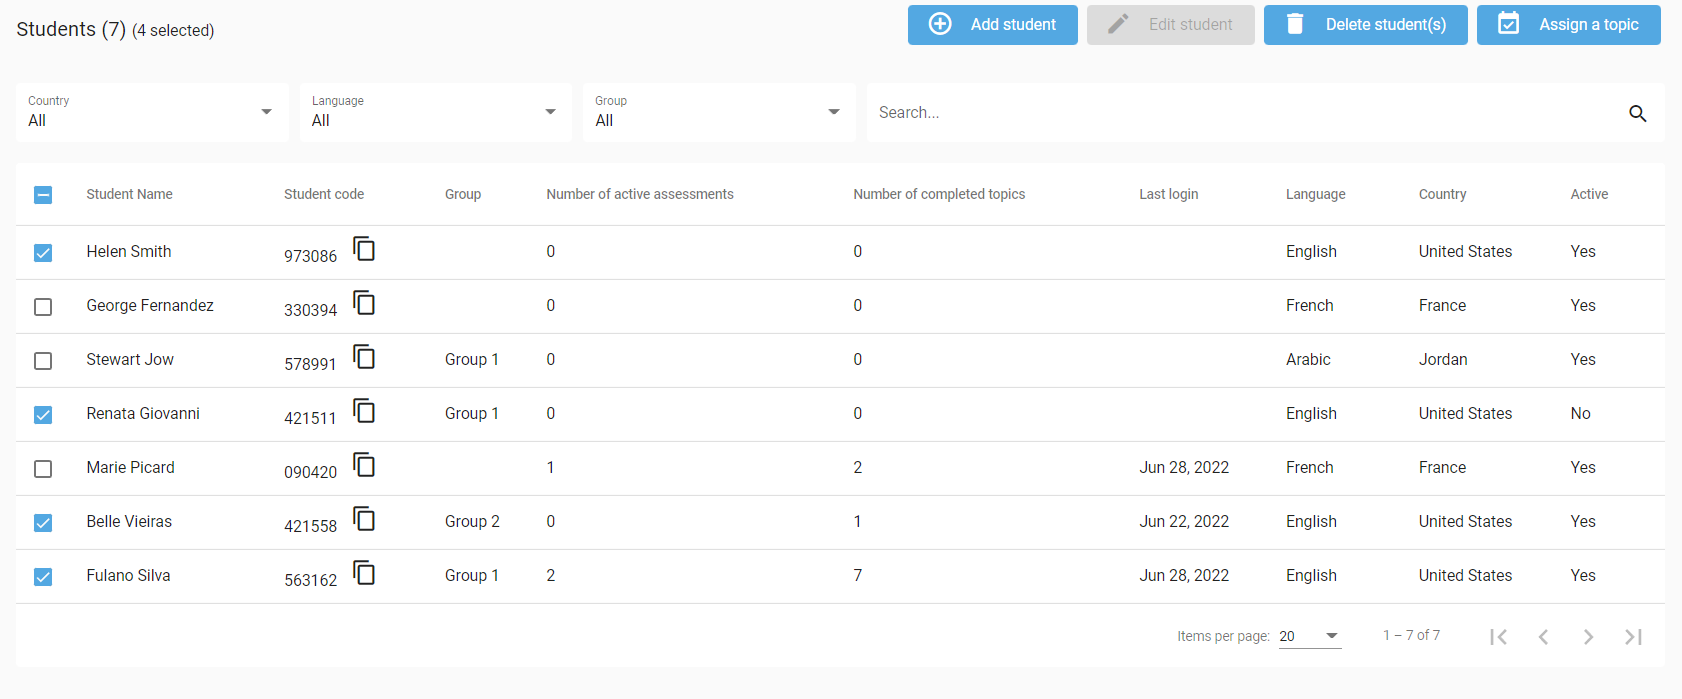 Students (7) (4 selected) Add student Edit student Delete student(s) Assign a topic
Country Language Group
All All All Search...
Student Name Student code Group Number of active assessments Number of completed topics Last login Language Country Active
Helen Smith 973086 0 0 English United States Yes
George Fernandez 330394 0 0 French France Yes
Stewart Jow 578991 Group 1 0 0 Arabic Jordan Yes
Renata Giovanni 421511 Group 1 0 0 English United States No
Marie Picard 090420 1 2 Jun 28, 2022 French France Yes
Belle Vieiras 421558 Group 2 0 1 Jun 22, 2022 English United States Yes
Fulano Silva 563162 Group 1 2 7 Jun 28, 2022 English United States Yes
Items per page: 20 1 – 7 of 7